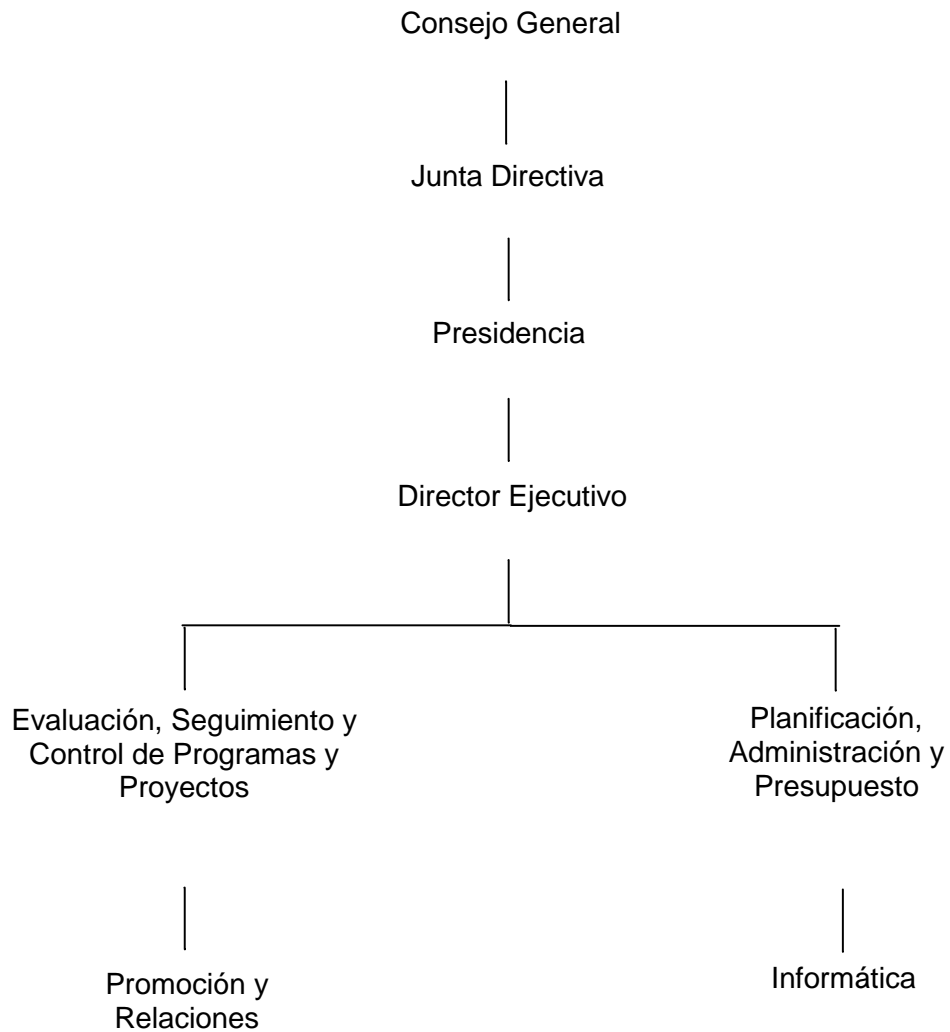 Consejo General
Junta Directiva
Presidencia
Director Ejecutivo
Evaluación, Seguimiento y
Control de Programas y
Proyectos
Planificación,
Administración y
Presupuesto
Promoción y
Relaciones
Informática